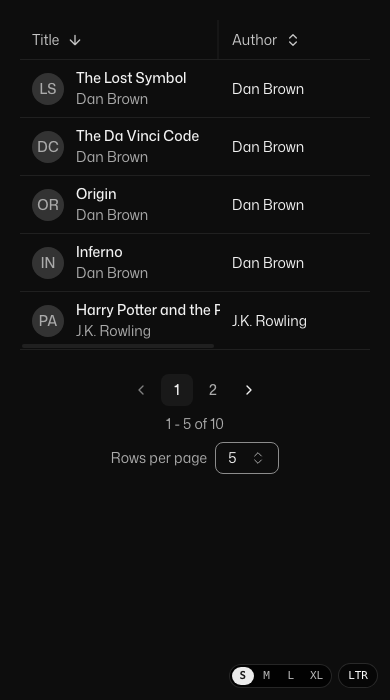 Title Author
LS The Lost Symbol
Dan Brown Dan Brown
DC The Da Vinci Code
Dan Brown Dan Brown
OR Origin
Dan Brown Dan Brown
IN Inferno
Dan Brown Dan Brown
PA Harry Potter and the
J.K. Rowling J.K. Rowling
1 2
1 - 5 of 10
Rows per page 5
S M L XL LTR